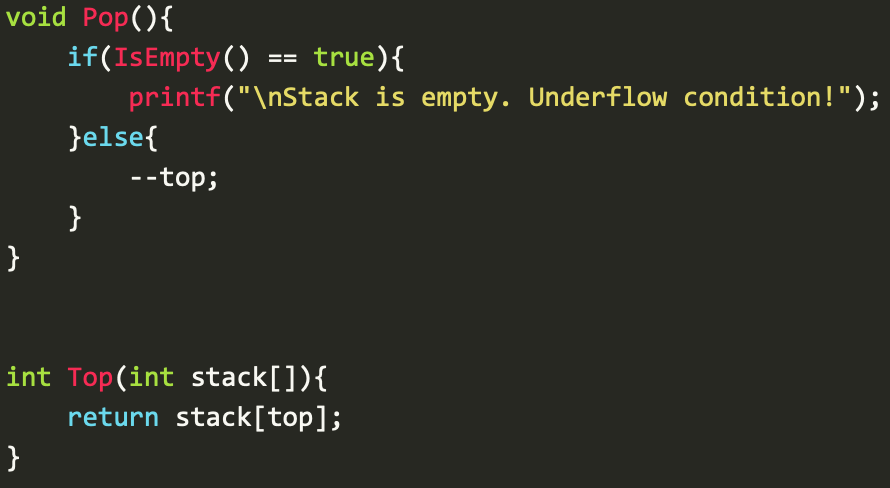 void Pop(){
    if(IsEmpty() == true){
        printf("\nStack is empty. Underflow condition!");
    }else{
        --top;
    }
}
int Top(int stack[]){
    return stack[top];
}